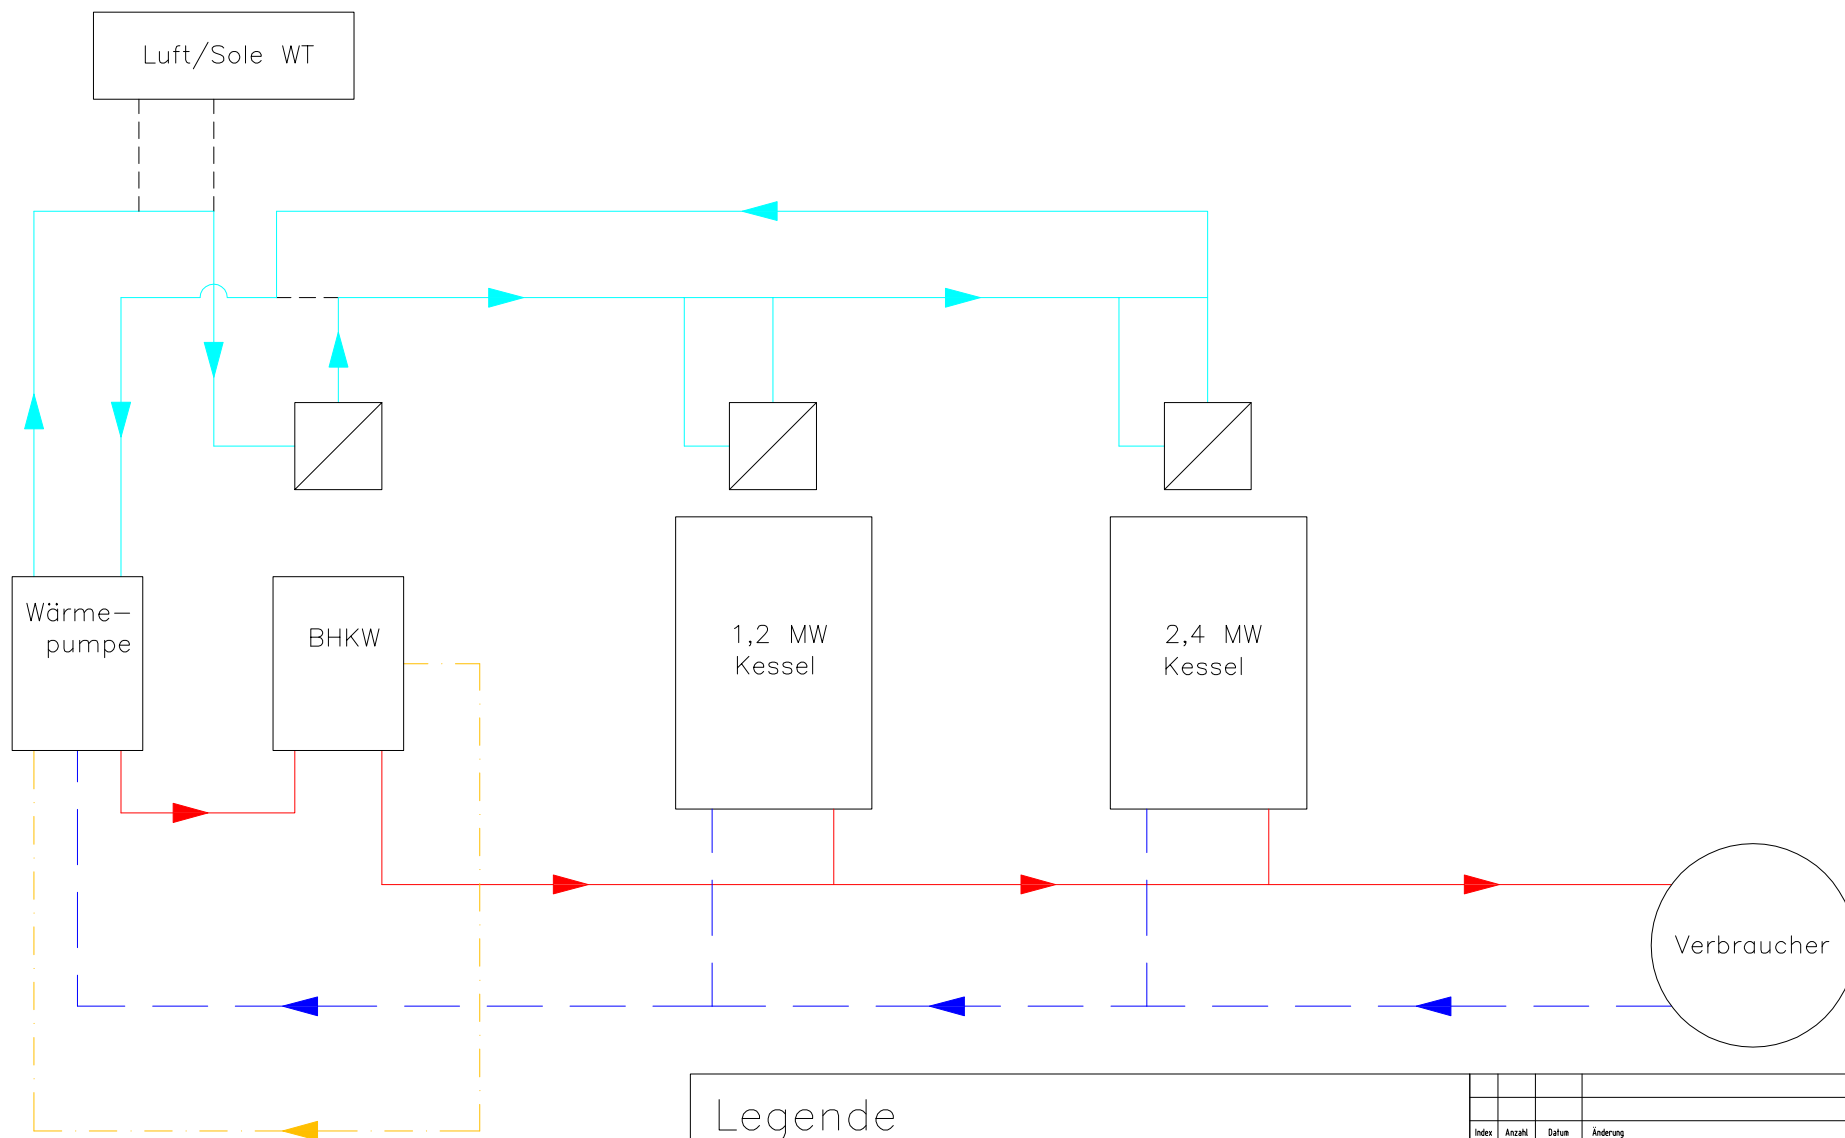 Luft/Sole WT
Wärme-
pumpe
BHKW
1,2 MW
Kessel
2,4 MW
Kessel
Verbraucher
Legende
Index Anzahl Datum Änderung